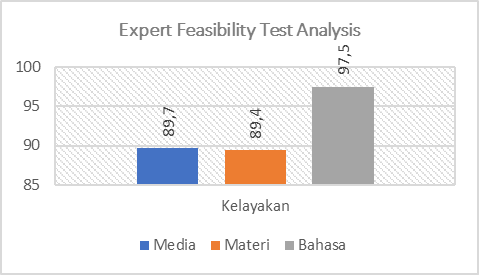 Expert Feasibility Test Analysis
100
95
90
85
89,7
89,4
97,5
Kelayakan
Media Materi Bahasa